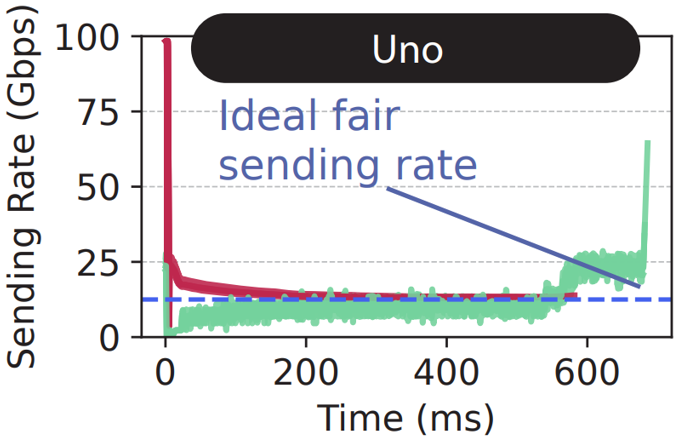 Uno
Sending Rate (Gbps)
100
75
50
25
0
Ideal fair
sending rate
0 200 400 600
Time (ms)